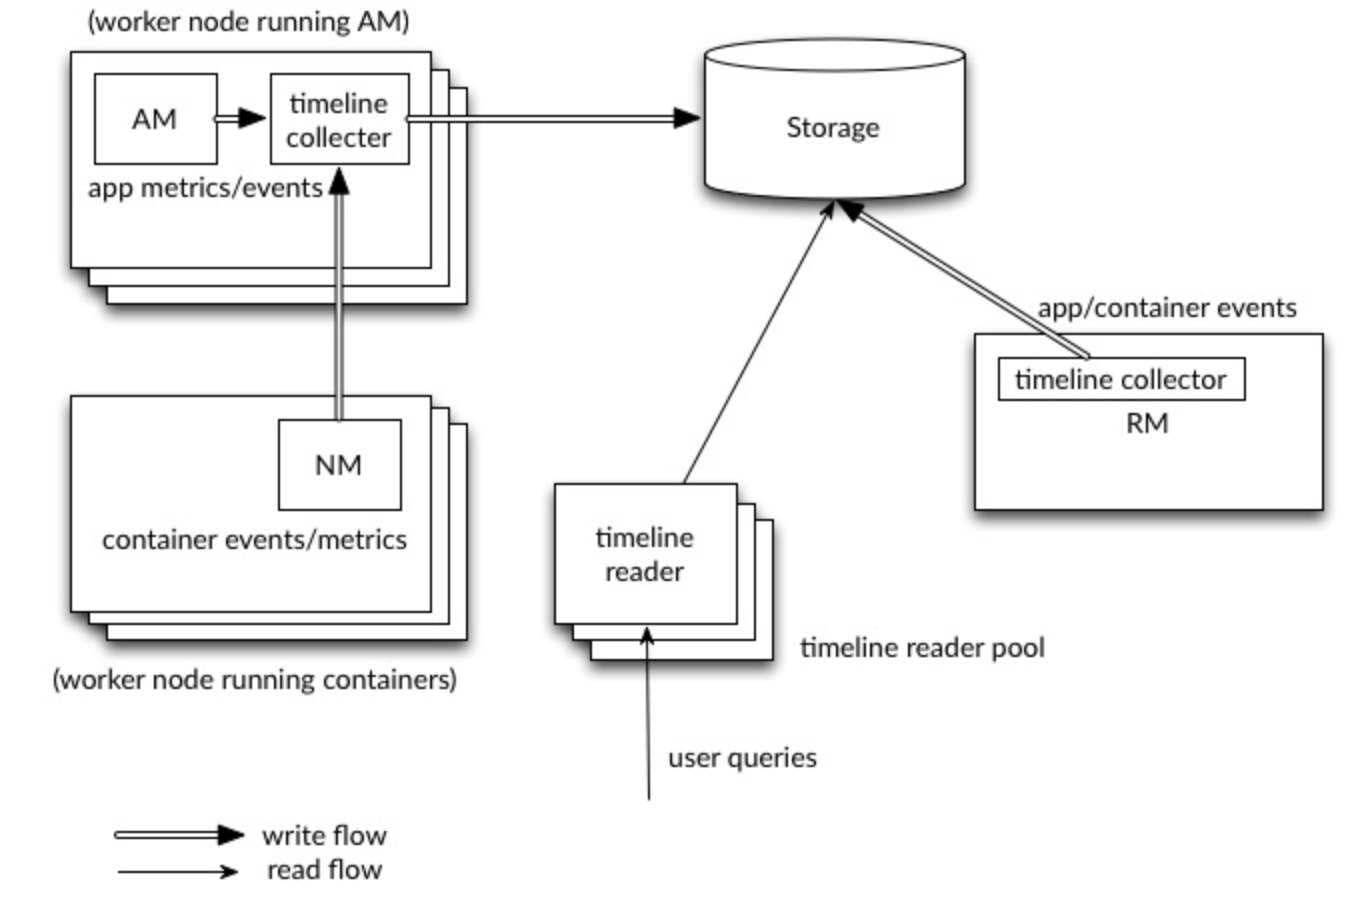 (worker node running AM)
AM
timeline
collecter
app metrics/events
Storage
app/container events
timeline collector
RM
NM
container events/metrics
(worker node running containers)
timeline
reader
timeline reader pool
user queries
write flow
read flow